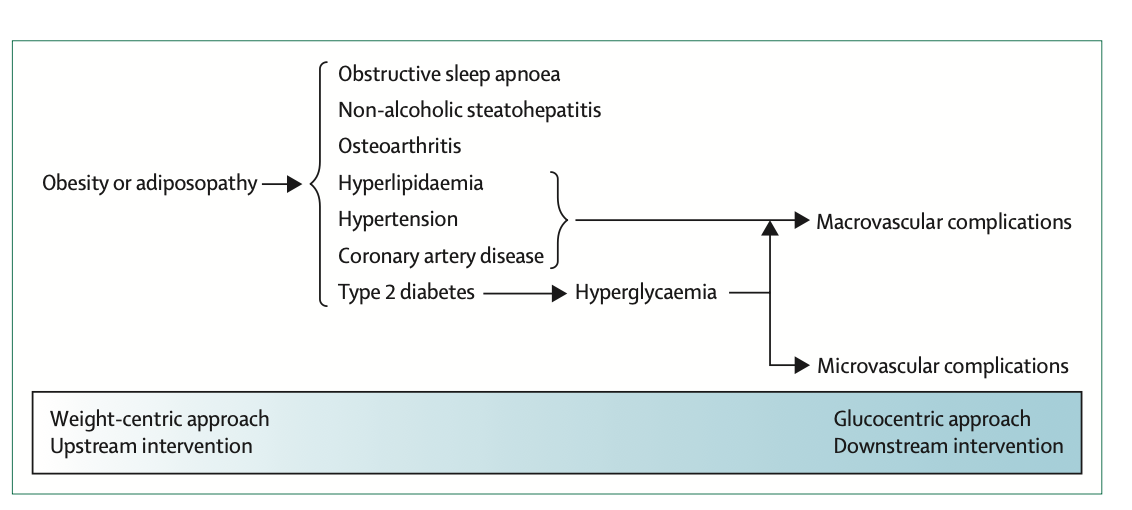 Obstructive sleep apnoea
Non-alcoholic steatohepatitis
Osteoarthritis
Obesity or adiposopathy
Hyperlipidaemia
Hypertension
Coronary artery disease
Macrovascular complications
Type 2 diabetes
Hyperglycaemia
Microvascular complications
Weight-centric approach
Upstream intervention
Glucocentric approach
Downstream intervention